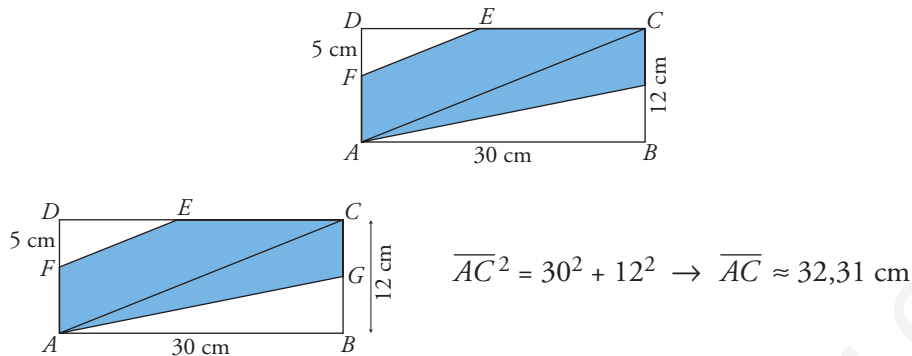 D E C
5 cm
F
12 cm
A 30 cm B
D E C
5 cm
F
G
12 cm
A 30 cm B
AC² = 30² + 12² → AC ≈ 32,31 cm